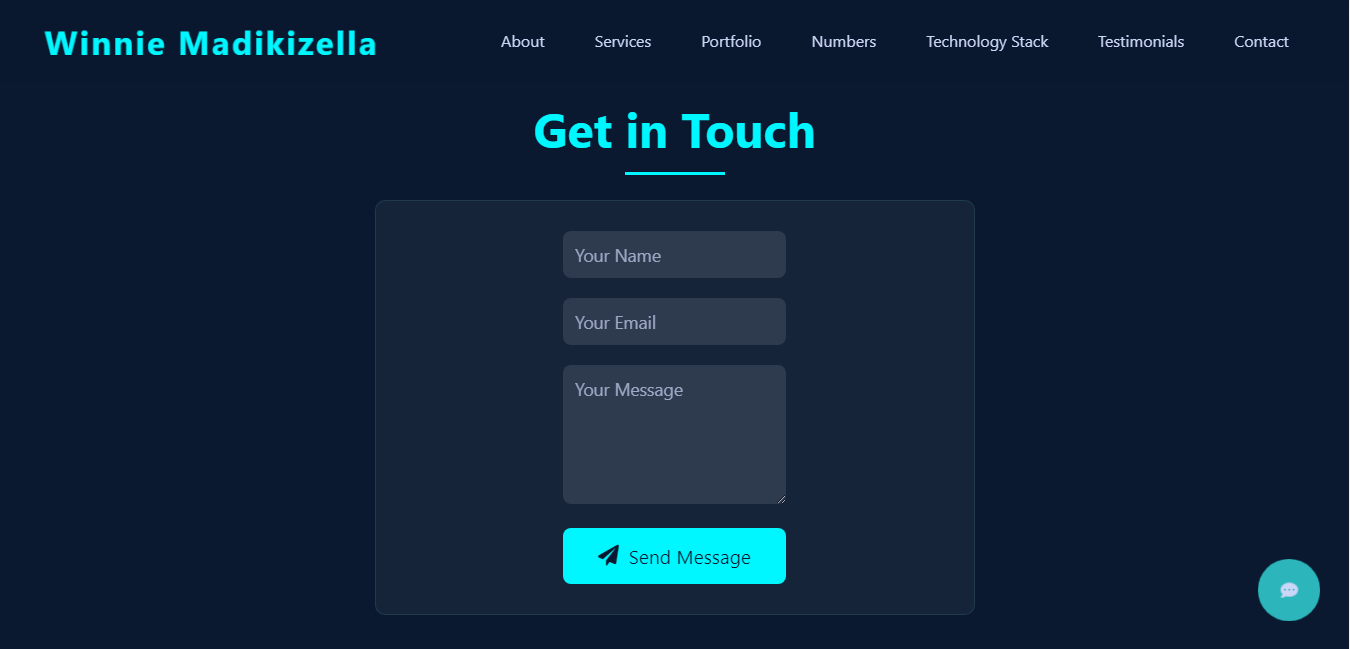 Winnie Madikizella
About Services Portfolio Numbers Technology Stack Testimonials Contact
Get in Touch
Your Name
Your Email
Your Message
Send Message